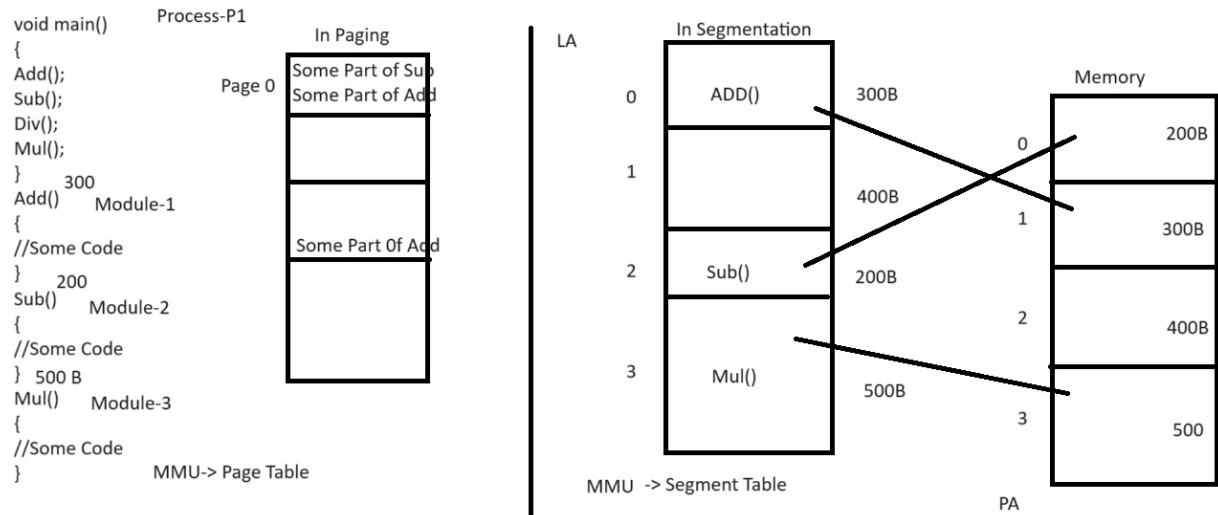 Process-P1
void main()
{
Add();
Sub();
Div();
Mul();
}
300
Add()
Module-1
{
//Some Code
}
200
Sub()
Module-2
{
//Some Code
}
500 B
Mul()
Module-3
{
//Some Code
}
MMU-> Page Table
In Paging
Page 0
Some Part of Sub
Some Part of Add
Some Part 0f Add
LA
In Segmentation
0
ADD()
300B
1
400B
2
Sub()
200B
3
Mul()
500B
MMU -> Segment Table
Memory
0
200B
1
300B
2
400B
3
500
PA